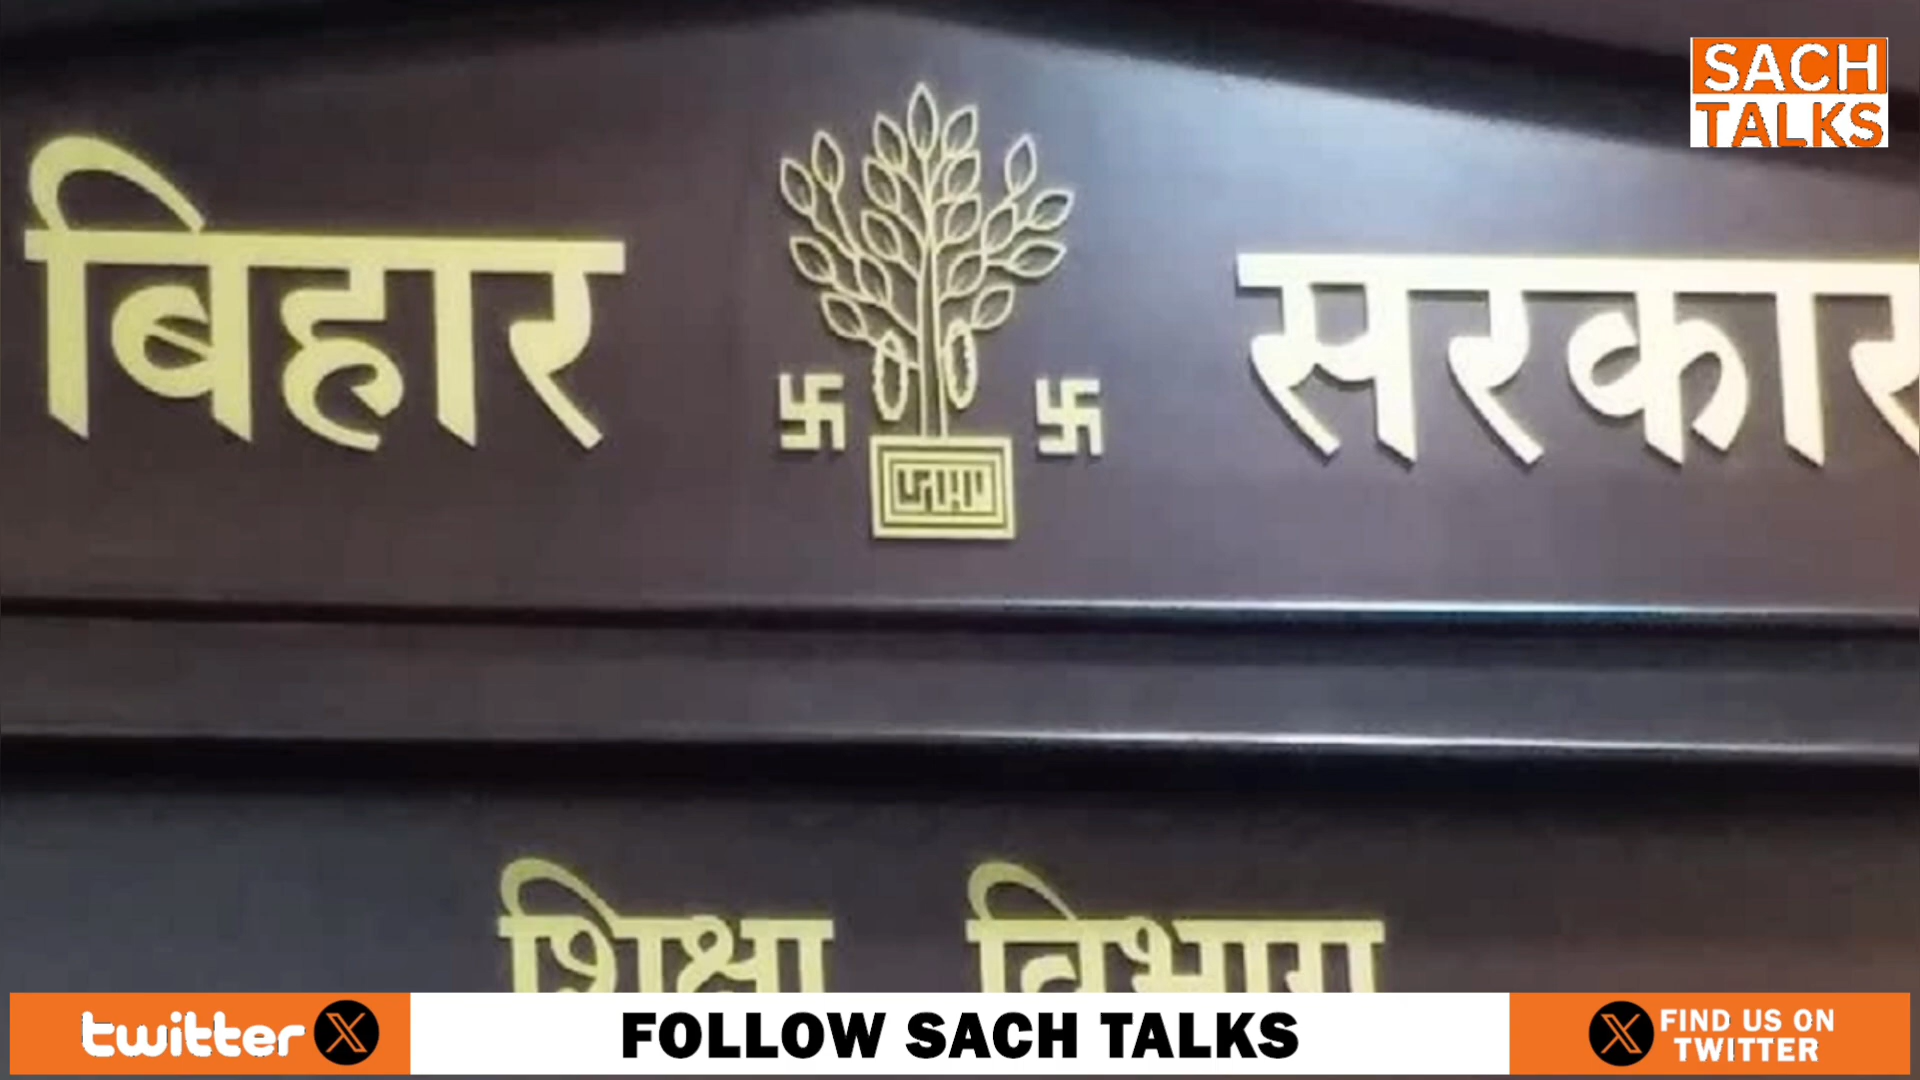 SACH
TALKS
बिहार सरकार
शिक्षा विभाग
twitter X
FOLLOW SACH TALKS
X FIND US ON
TWITTER